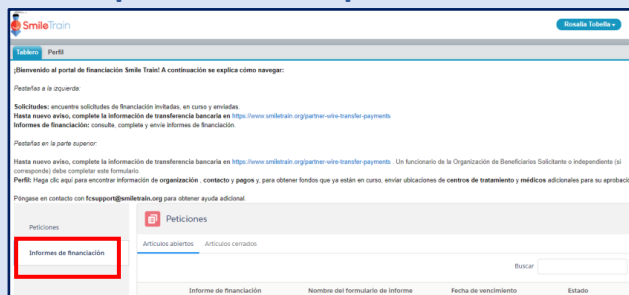 SmileTrain
Rosalia Tobella
Tablero Perfil
¡Bienvenido al portal de financiación Smile Train! A continuación se explica cómo navegar:
Pestañas a la izquierda:
Solicitudes: encuentre solicitudes de financiación invitadas, en curso y enviadas.
Hasta nuevo aviso, complete la información de transferencia bancaria en https://www.smiletrain.org/partner-wire-transfer-payments
Informes de financiación: consulte, complete y envíe informes de financiación.
Pestañas en la parte superior:
Hasta nuevo aviso, complete la información de transferencia bancaria en https://www.smiletrain.org/partner-wire-transfer-payments . Un funcionario de la Organización de Beneficiarios Solicitante o independiente (si
corresponde) debe completar este formulario.
Perfil: Haga clic aquí para encontrar información de organización , contacto y pagos y, para obtener fondos que ya están en curso, enviar ubicaciones de centros de tratamiento y médicos adicionales para su
Póngase en contacto con fcsupport@smiletrain.org para obtener ayuda adicional.
Peticiones
Informes de financiación
Peticiones
Artículos abiertos Artículos cerrados
Buscar
Informe de financiación Nombre del formulario de informe Fecha de vencimiento Estado